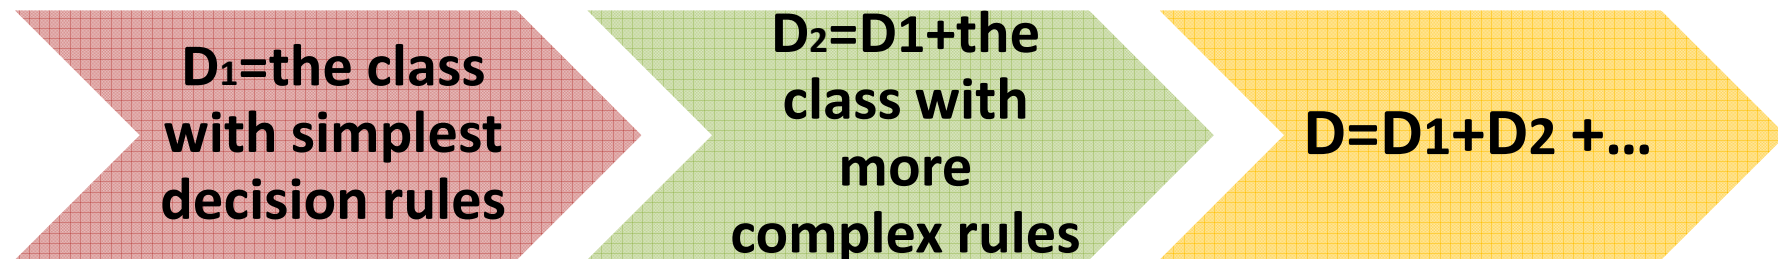 D1=the class
with simplest
decision rules
D2=D1+the
class with
more
complex rules
D=D1+D2 +...